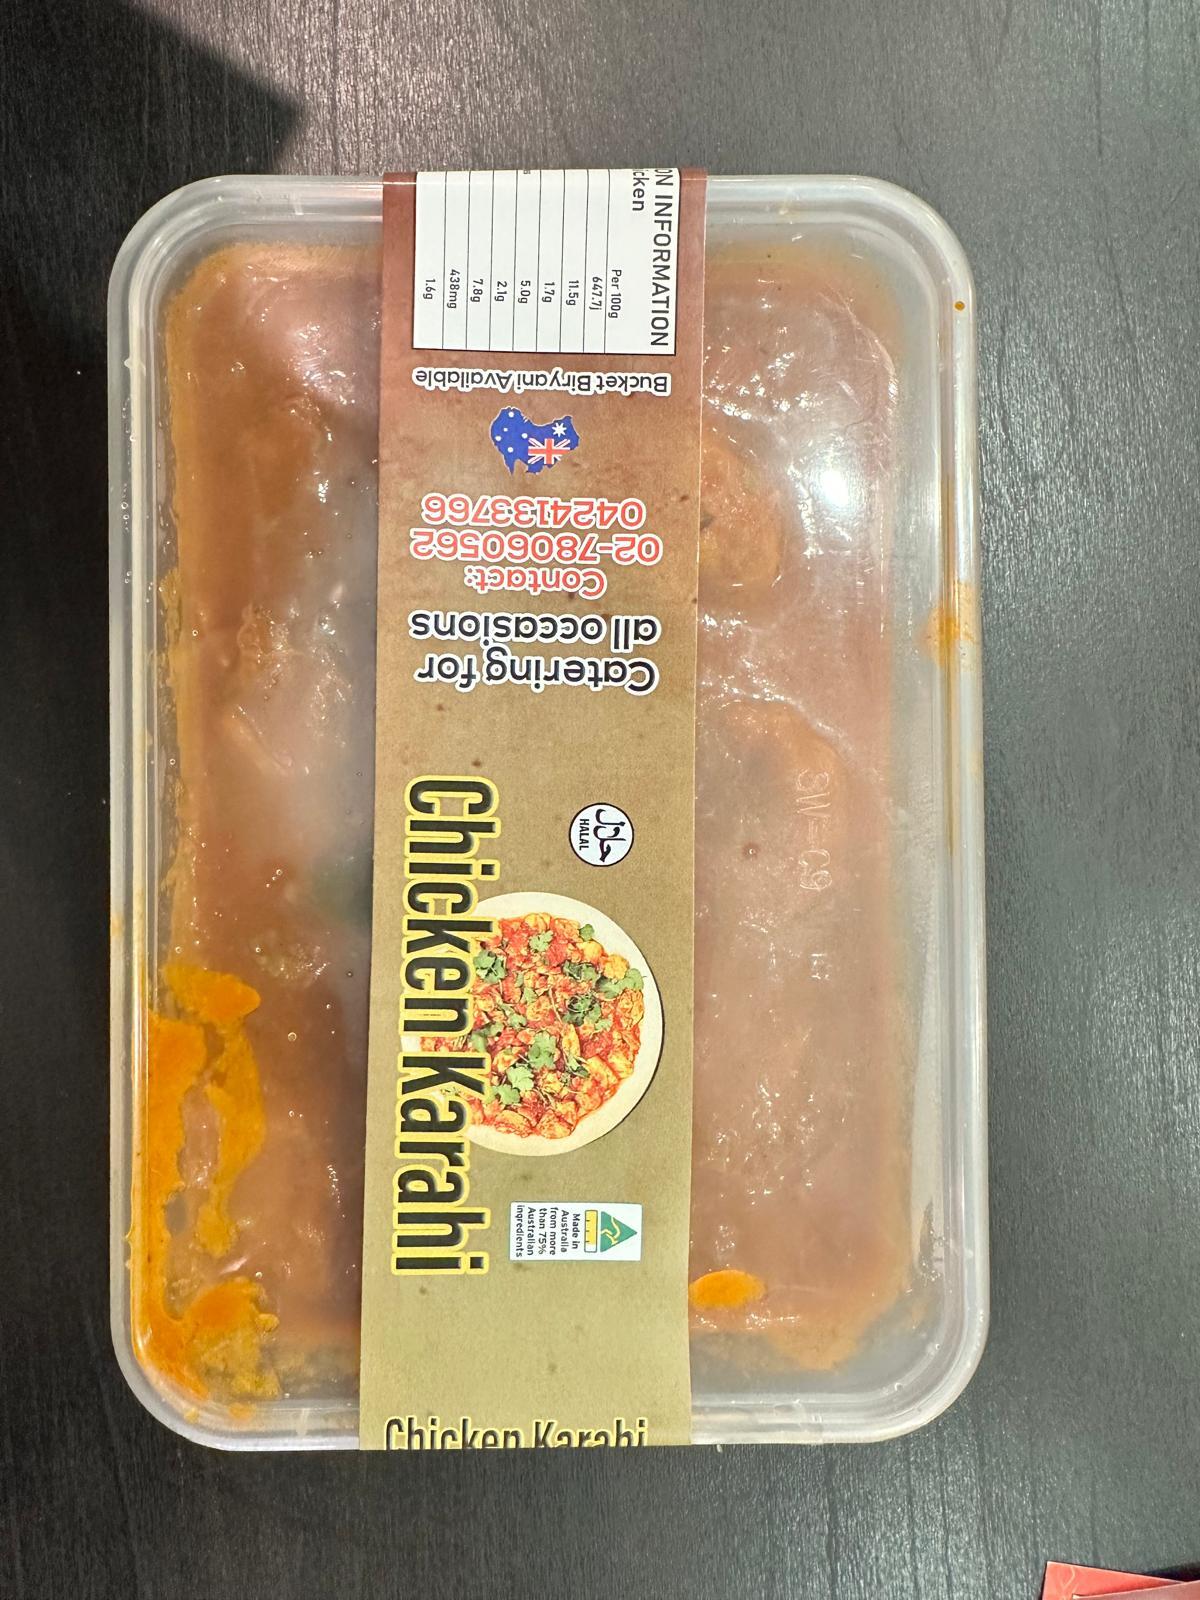 ON INFORMATION
cken
Per 100g
647.7j
11.5g
1.7g
5.0g
2.1g
7.8g
438mg
1.6g
Bucket Biryani Available
Catering for
all occasions
Contact:
02-78060562
0424133766
حلال
HALAL
Chicken Karahi
Made in
Australia
from more
than 75%
Australian
ingredients
Chicken Karahi